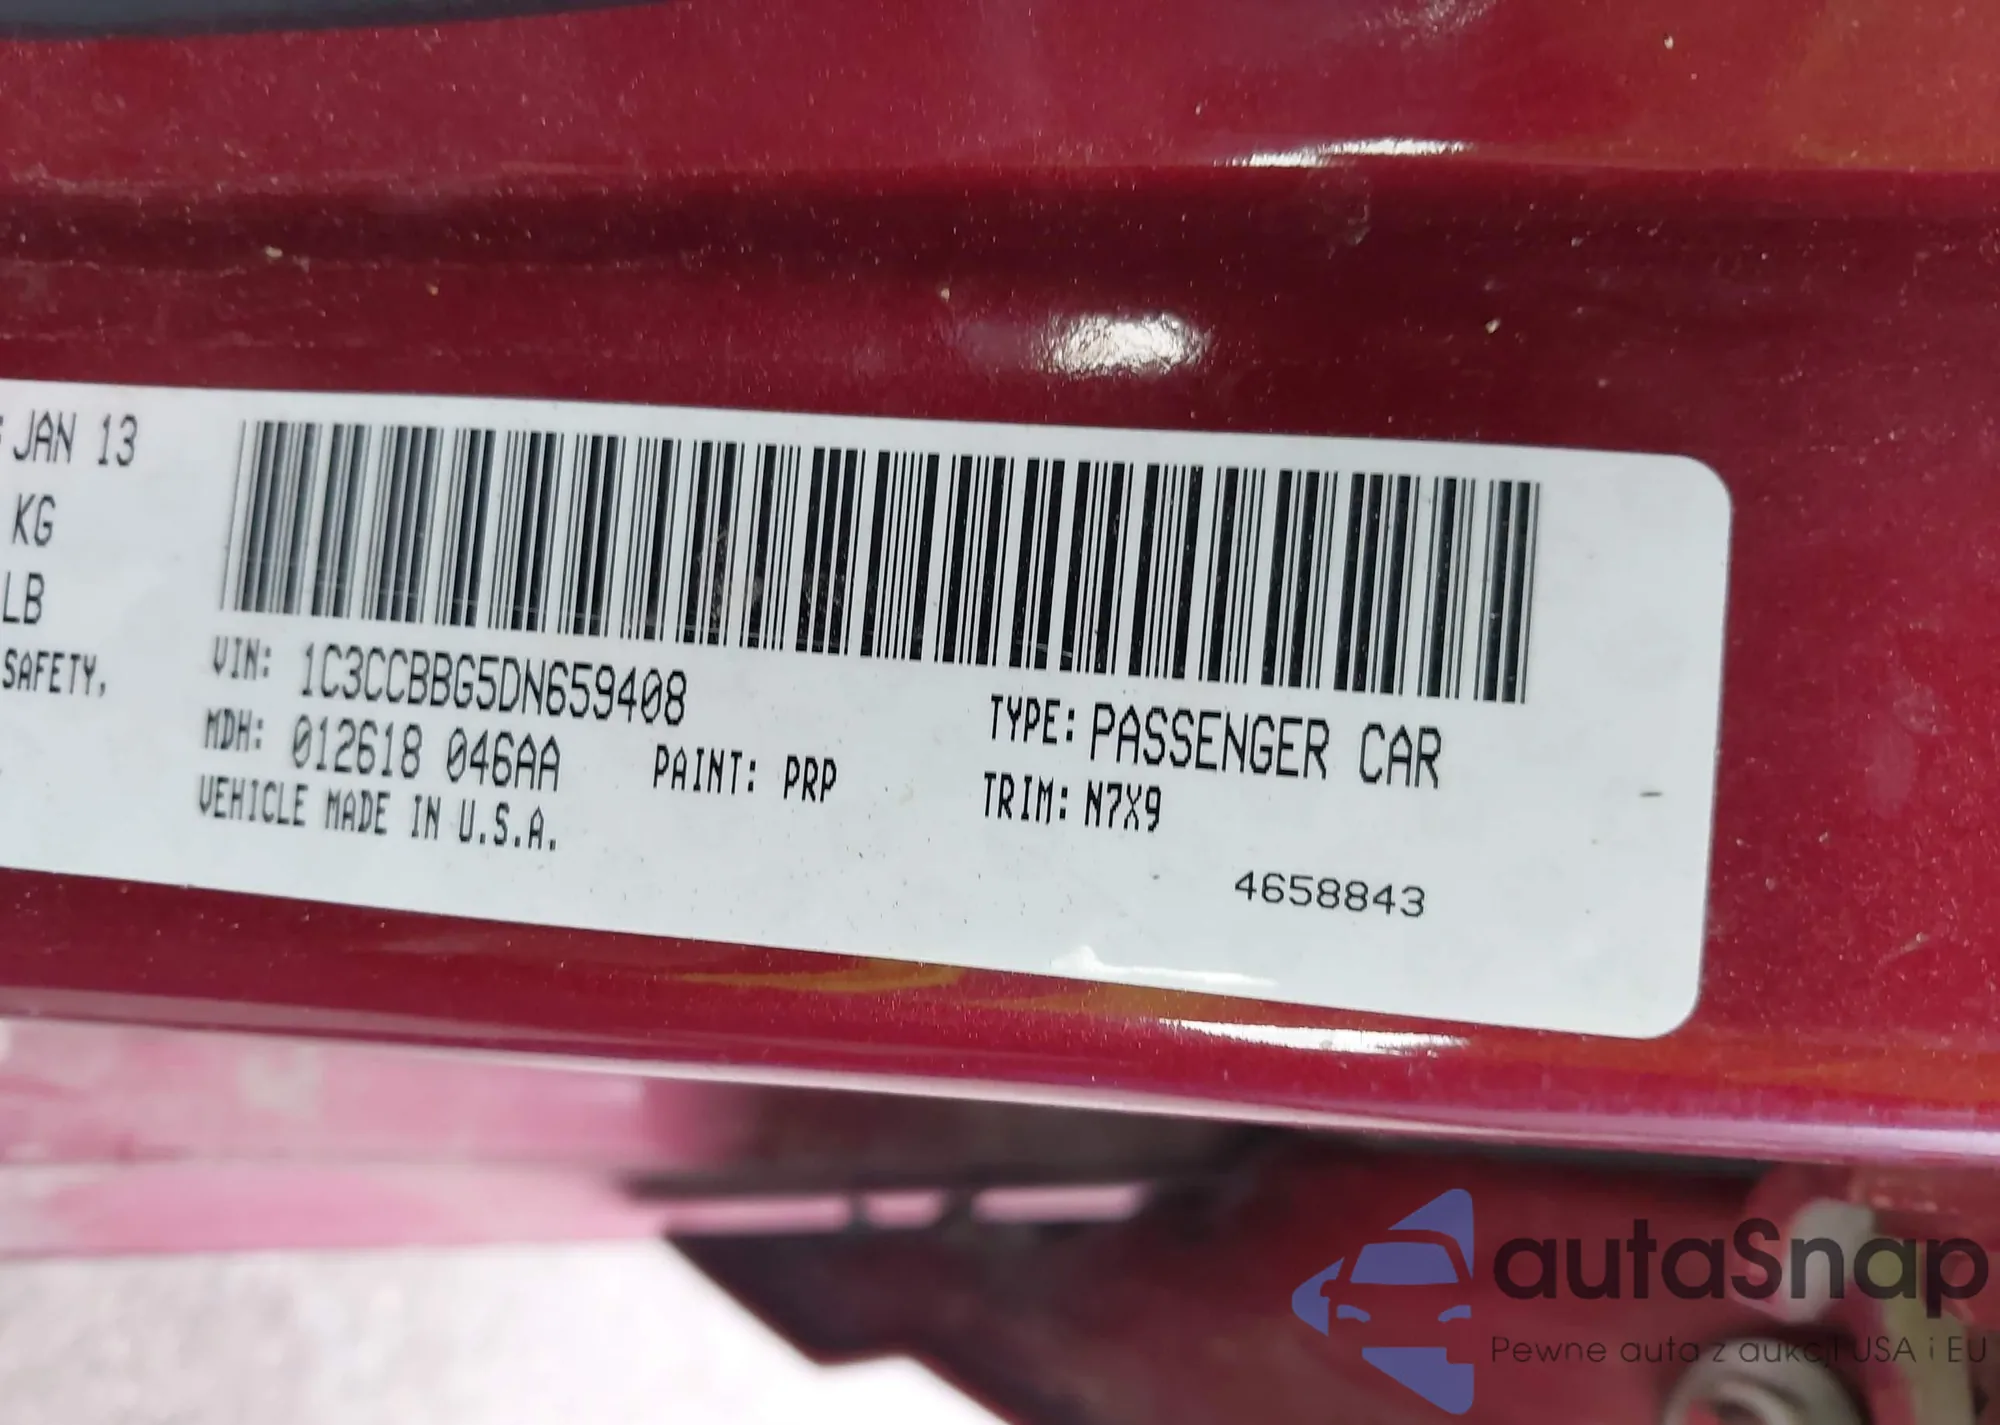 JAN 13
KG
LB
SAFETY,
VIN: 1C3CCBBG5DN659408
MDH: 012618 046AA
PAINT: PRP
VEHICLE MADE IN U.S.A.
TYPE: PASSENGER CAR
TRIM: N7X9
4658843
autaSnap
Pewne auta z aukcji USA i EU